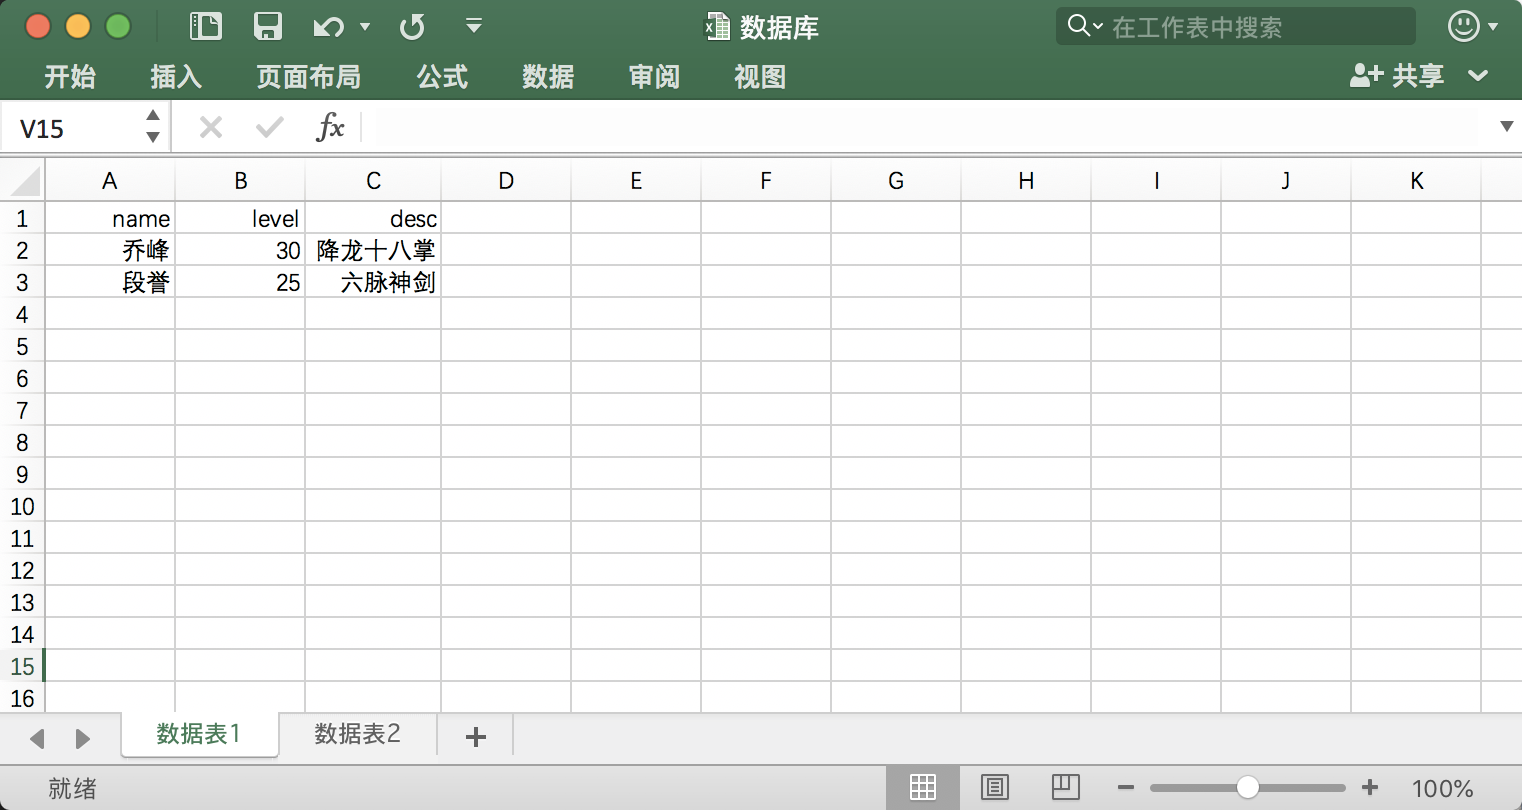 数据库
在工作表中搜索
开始 插入 页面布局 公式 数据 审阅 视图 共享
V15 fx
A B C D E F G H I J K
1 name level desc
2 乔峰 30 降龙十八掌
3 段誉 25 六脉神剑
4
5
6
7
8
9
10
11
12
13
14
15
16
数据表1 数据表2 +
就绪 100%